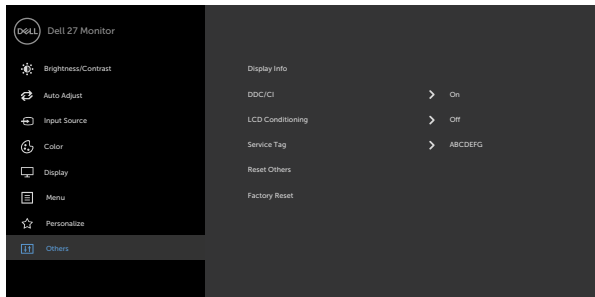 DELL
Dell 27 Monitor
Brightness/Contrast
Auto Adjust
Input Source
Color
Display
Menu
Personalize
Others
Display Info
DDC/CI > On
LCD Conditioning > Off
Service Tag > ABCDEFG
Reset Others
Factory Reset